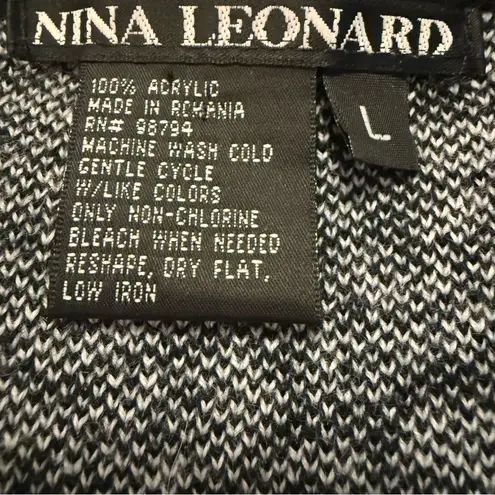 NINA LEONARD
L
100% ACRYLIC
MADE IN ROMANIA
RN# 98794
MACHINE WASH COLD
GENTLE CYCLE
W/LIKE COLORS
ONLY NON-CHLORINE
BLEACH WHEN NEEDED
RESHAPE, DRY FLAT,
LOW IRON